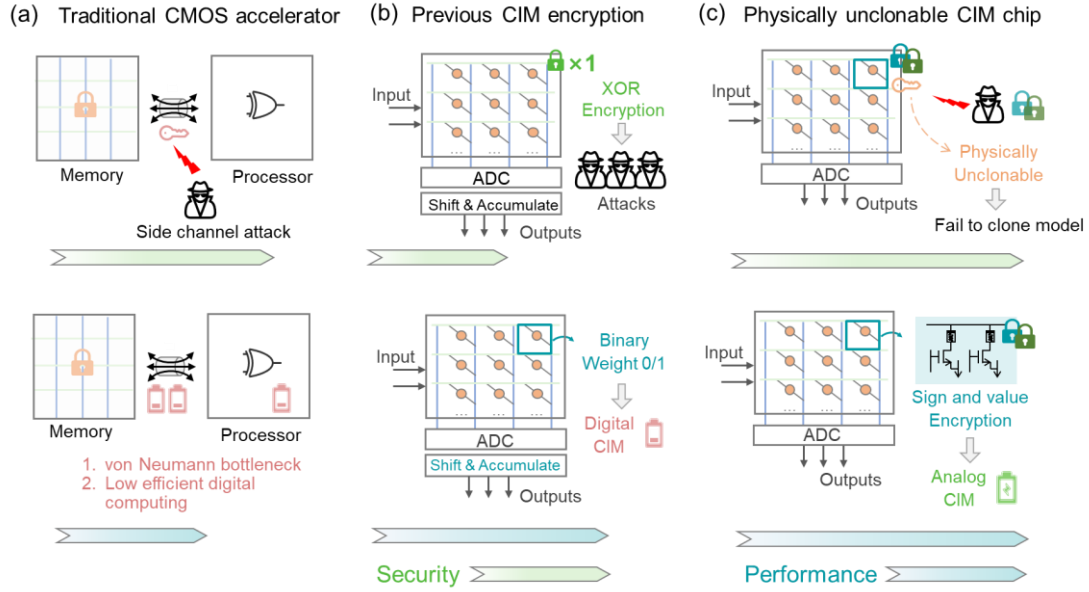 (a) Traditional CMOS accelerator
Memory
Processor
Side channel attack
Memory
Processor
1. von Neumann bottleneck
2. Low efficient digital
computing
(b) Previous CIM encryption
×1
Input
XOR
Encryption
...
...
...
ADC
Attacks
Shift & Accumulate
Outputs
Input
Binary
Weight 0/1
...
...
...
Digital
CIM
ADC
Shift & Accumulate
Outputs
Security
(c) Physically unclonable CIM chip
Input
...
...
...
Physically
Unclonable
ADC
Outputs
Fail to clone model
Input
...
...
...
Sign and value
Encryption
ADC
Outputs
Analog
CIM
Performance